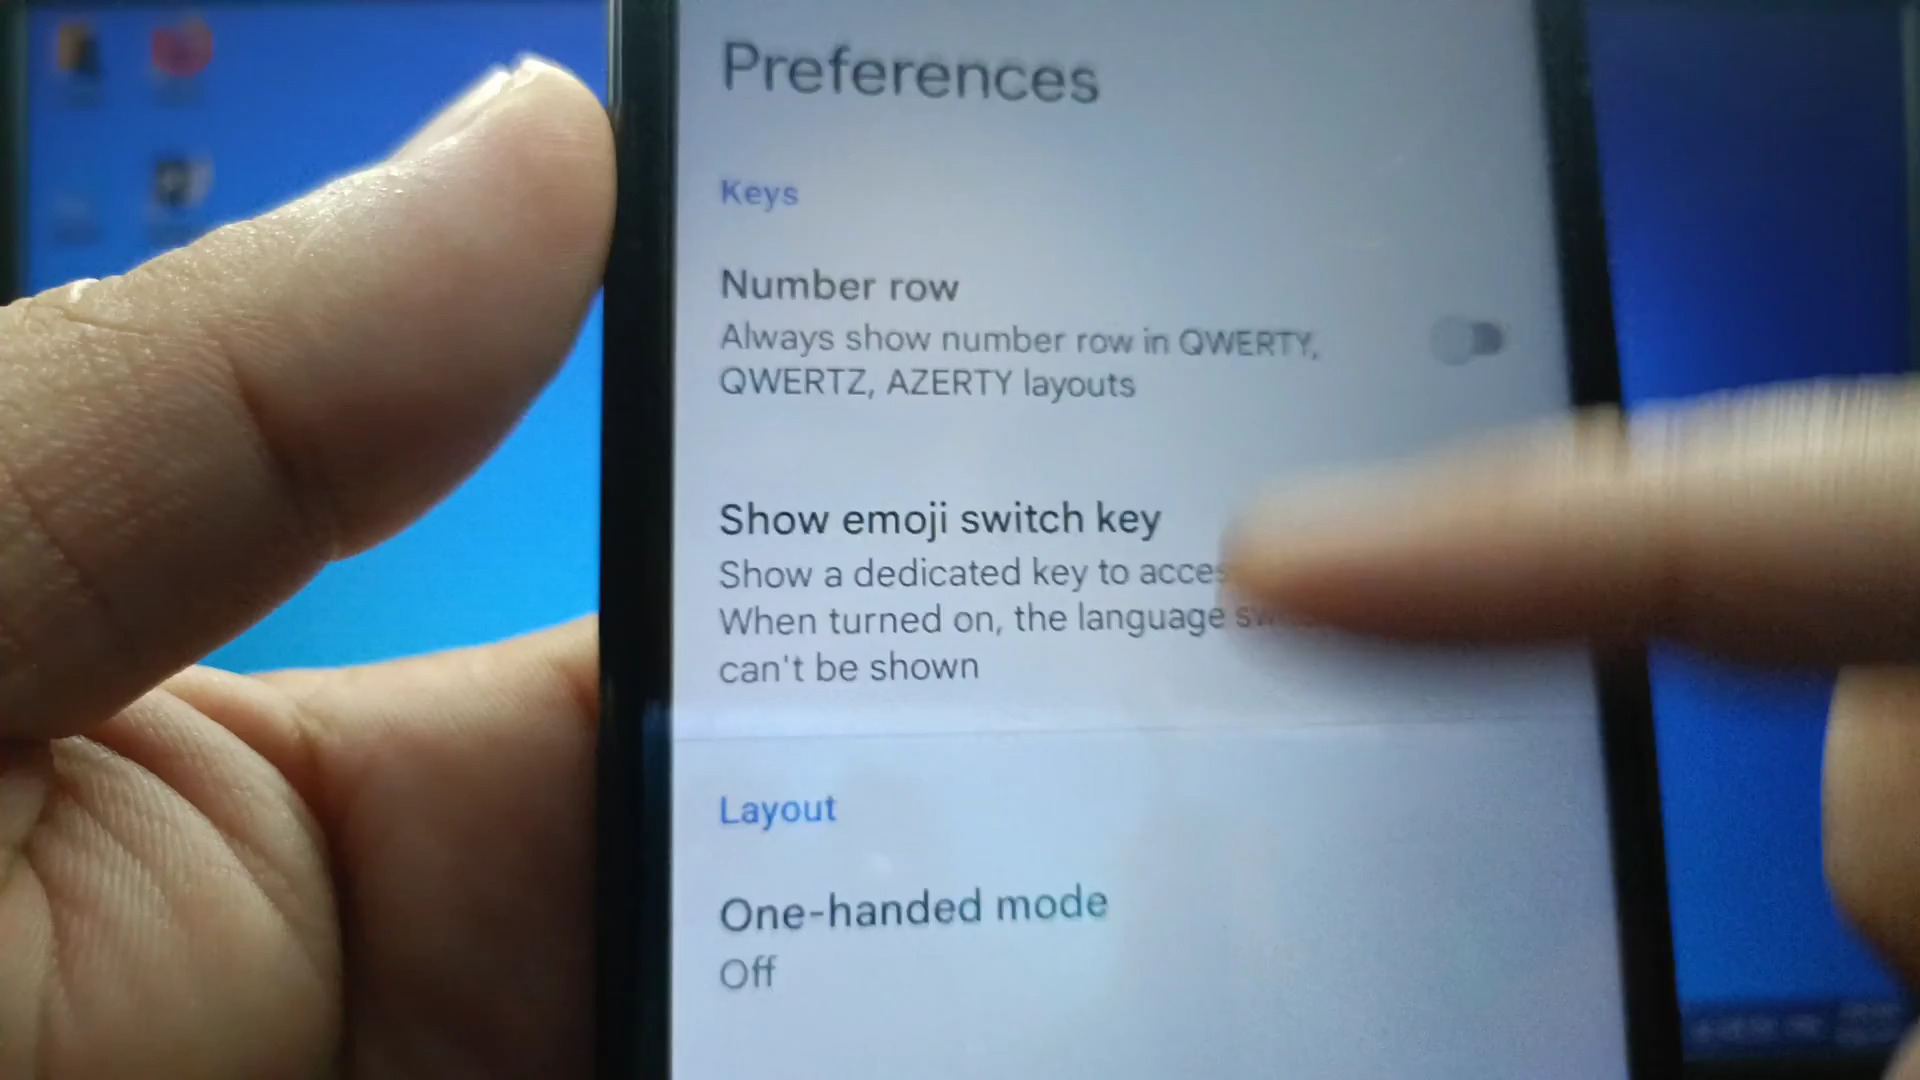 Preferences
Keys
Number row
Always show number row in QWERTY,
QWERTZ, AZERTY layouts
Show emoji switch key
Show a dedicated key to
When turned on, the language
can't be shown
Layout
One-handed mode
Off